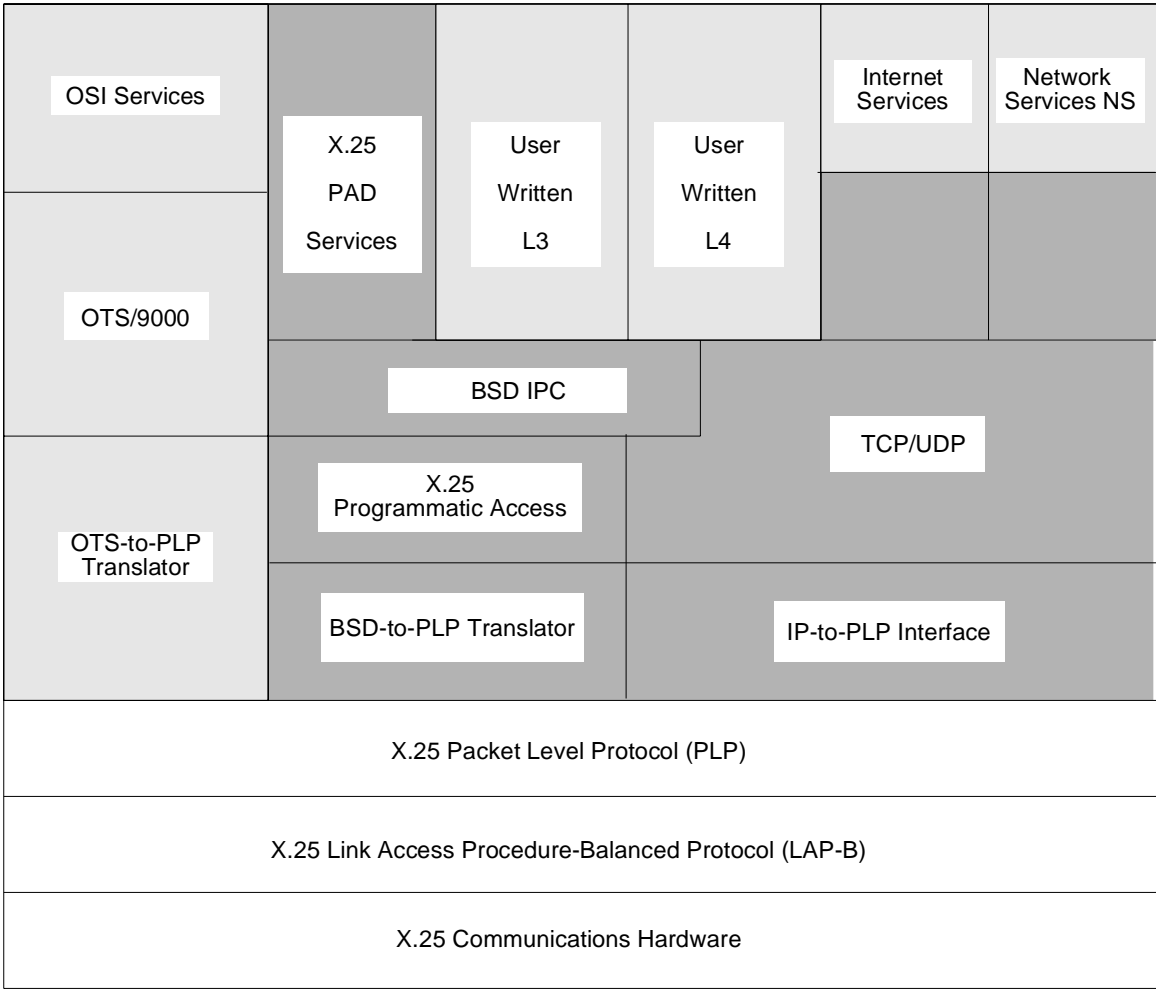 OSI Services
X.25
PAD
Services
User
Written
L3
User
Written
L4
Internet
Services
Network
Services NS
OTS/9000
BSD IPC
TCP/UDP
X.25
Programmatic Access
OTS-to-PLP
Translator
BSD-to-PLP Translator
IP-to-PLP Interface
X.25 Packet Level Protocol (PLP)
X.25 Link Access Procedure-Balanced Protocol (LAP-B)
X.25 Communications Hardware